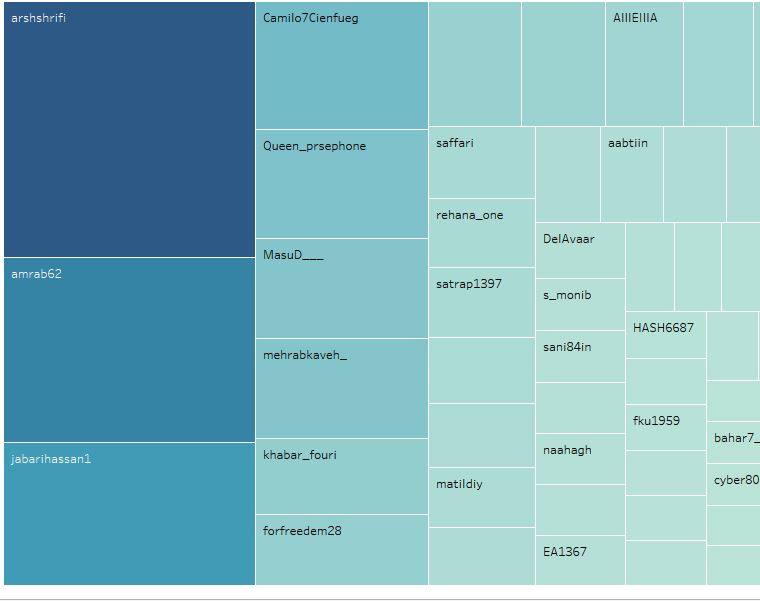 arshshrifi
amrab62
jabarihassan1
Camilo7Cienfueg
Queen_prsephone
MasuD___
mehrabkaveh_
khabar_fouri
forfreedem28
AIIIEIIIA
saffari
rehana_one
satrap1397
matildiy
aabtiin
DelAvaar
s_monib
sani84in
naahagh
EA1367
HASH6687
fku1959
bahar7_
cyber80